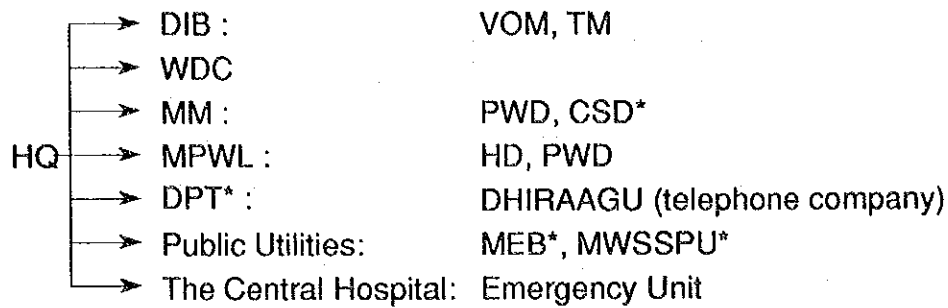 DIB : VOM, TM
WDC
MM : PWD, CSD*
HQ MPWL : HD, PWD
DPT* : DHIRAAGU (telephone company)
Public Utilities: MEB*, MWSSPU*
The Central Hospital: Emergency Unit